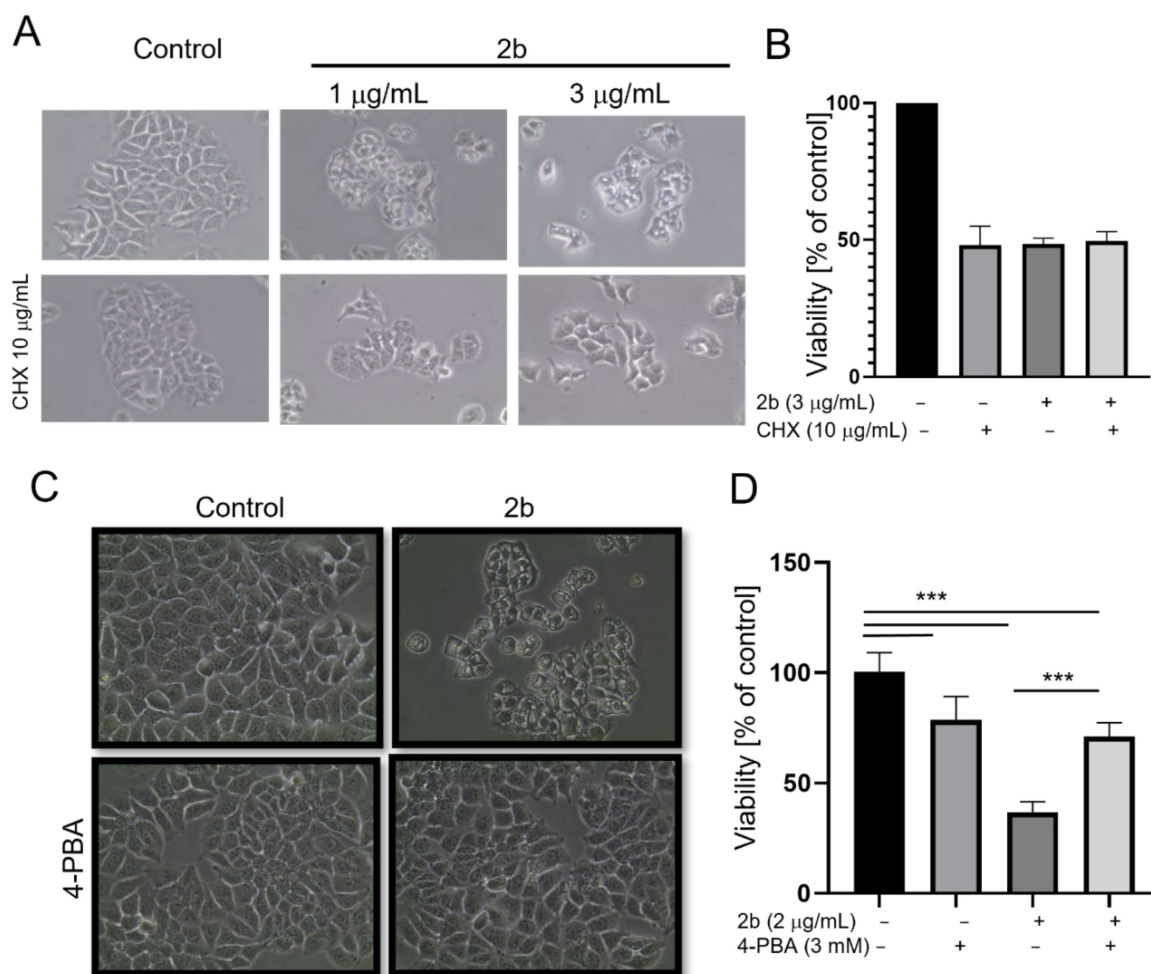 A
Control
2b
1 μg/mL
3 μg/mL
CHX 10 μg/mL
B
Viability [% of control]
100
50
0
2b (3 μg/mL) – – + +
CHX (10 μg/mL) – + – +
C
Control
2b
4-PBA
D
Viability [% of control]
150
100
50
0
***
***
2b (2 μg/mL) – – + +
4-PBA (3 mM) – + – +